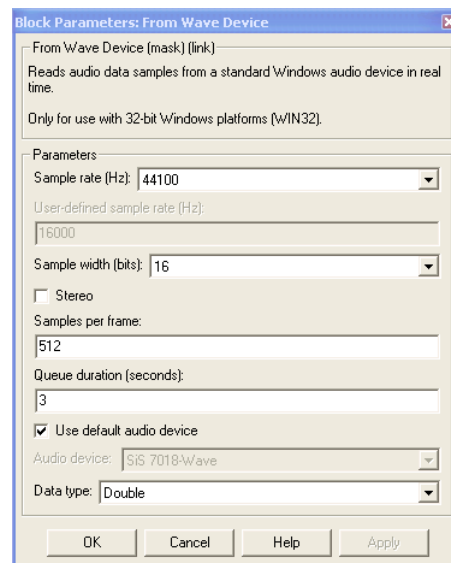 Block Parameters: From Wave Device
From Wave Device (mask) (link)
Reads audio data samples from a standard Windows audio device in real
time.
Only for use with 32-bit Windows platforms (WIN32).
Parameters
Sample rate (Hz): 44100
User-defined sample rate (Hz):
16000
Sample width (bits): 16
Stereo
Samples per frame:
512
Queue duration (seconds):
3
Use default audio device
Audio device: SiS 7018-Wave
Data type: Double
OK Cancel Help Apply